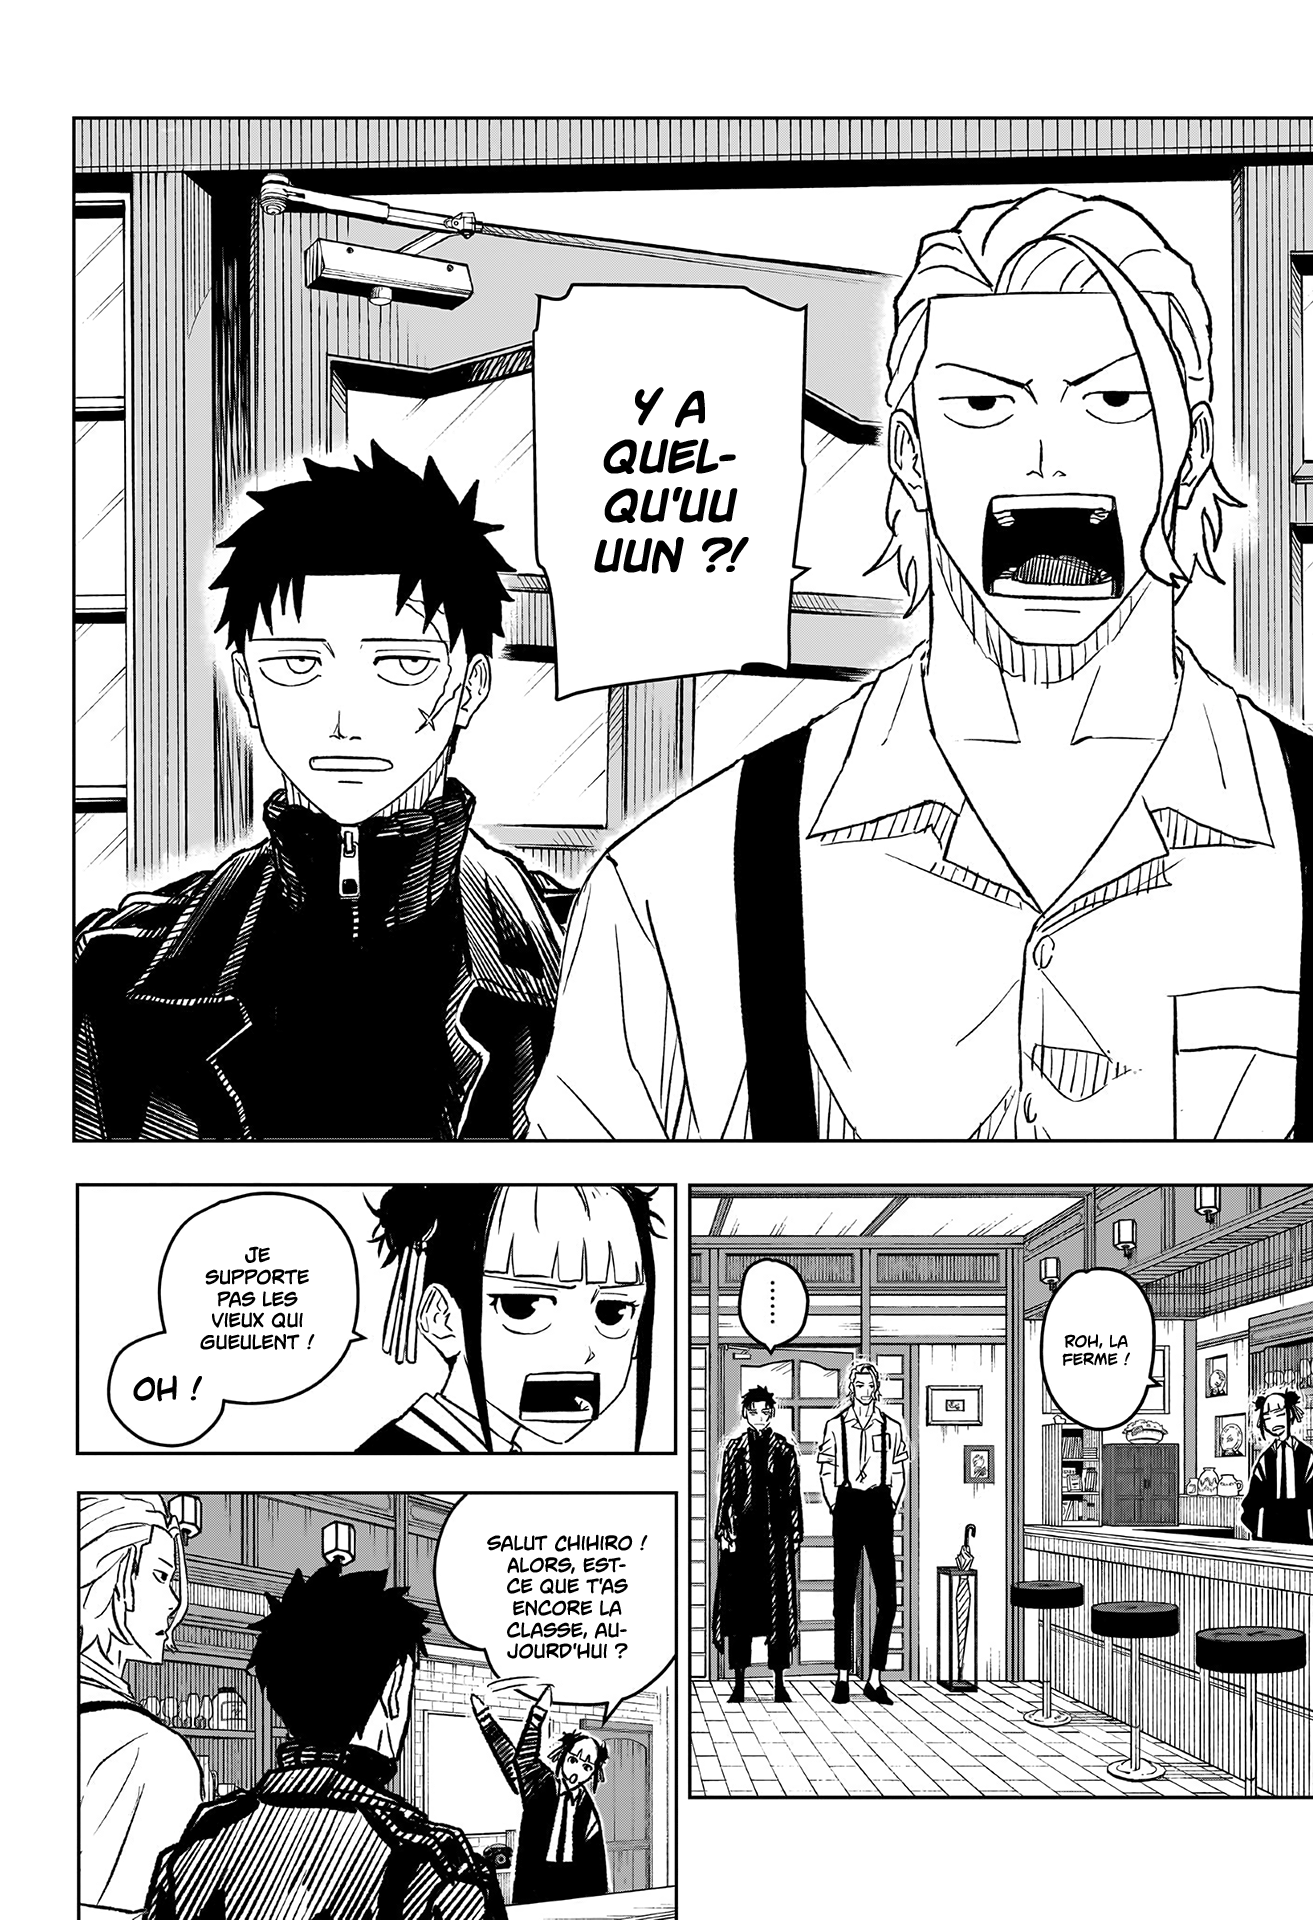 Y A
QUEL-
QU'UU
UUN ?!
......
ROH, LA
FERME !
JE
SUPPORTE
PAS LES
VIEUX QUI
GUEULENT !
OH !
SALUT CHIHIRO !
ALORS, EST-
CE QUE T'AS
ENCORE LA
CLASSE, AU-
JOURD'HUI ?